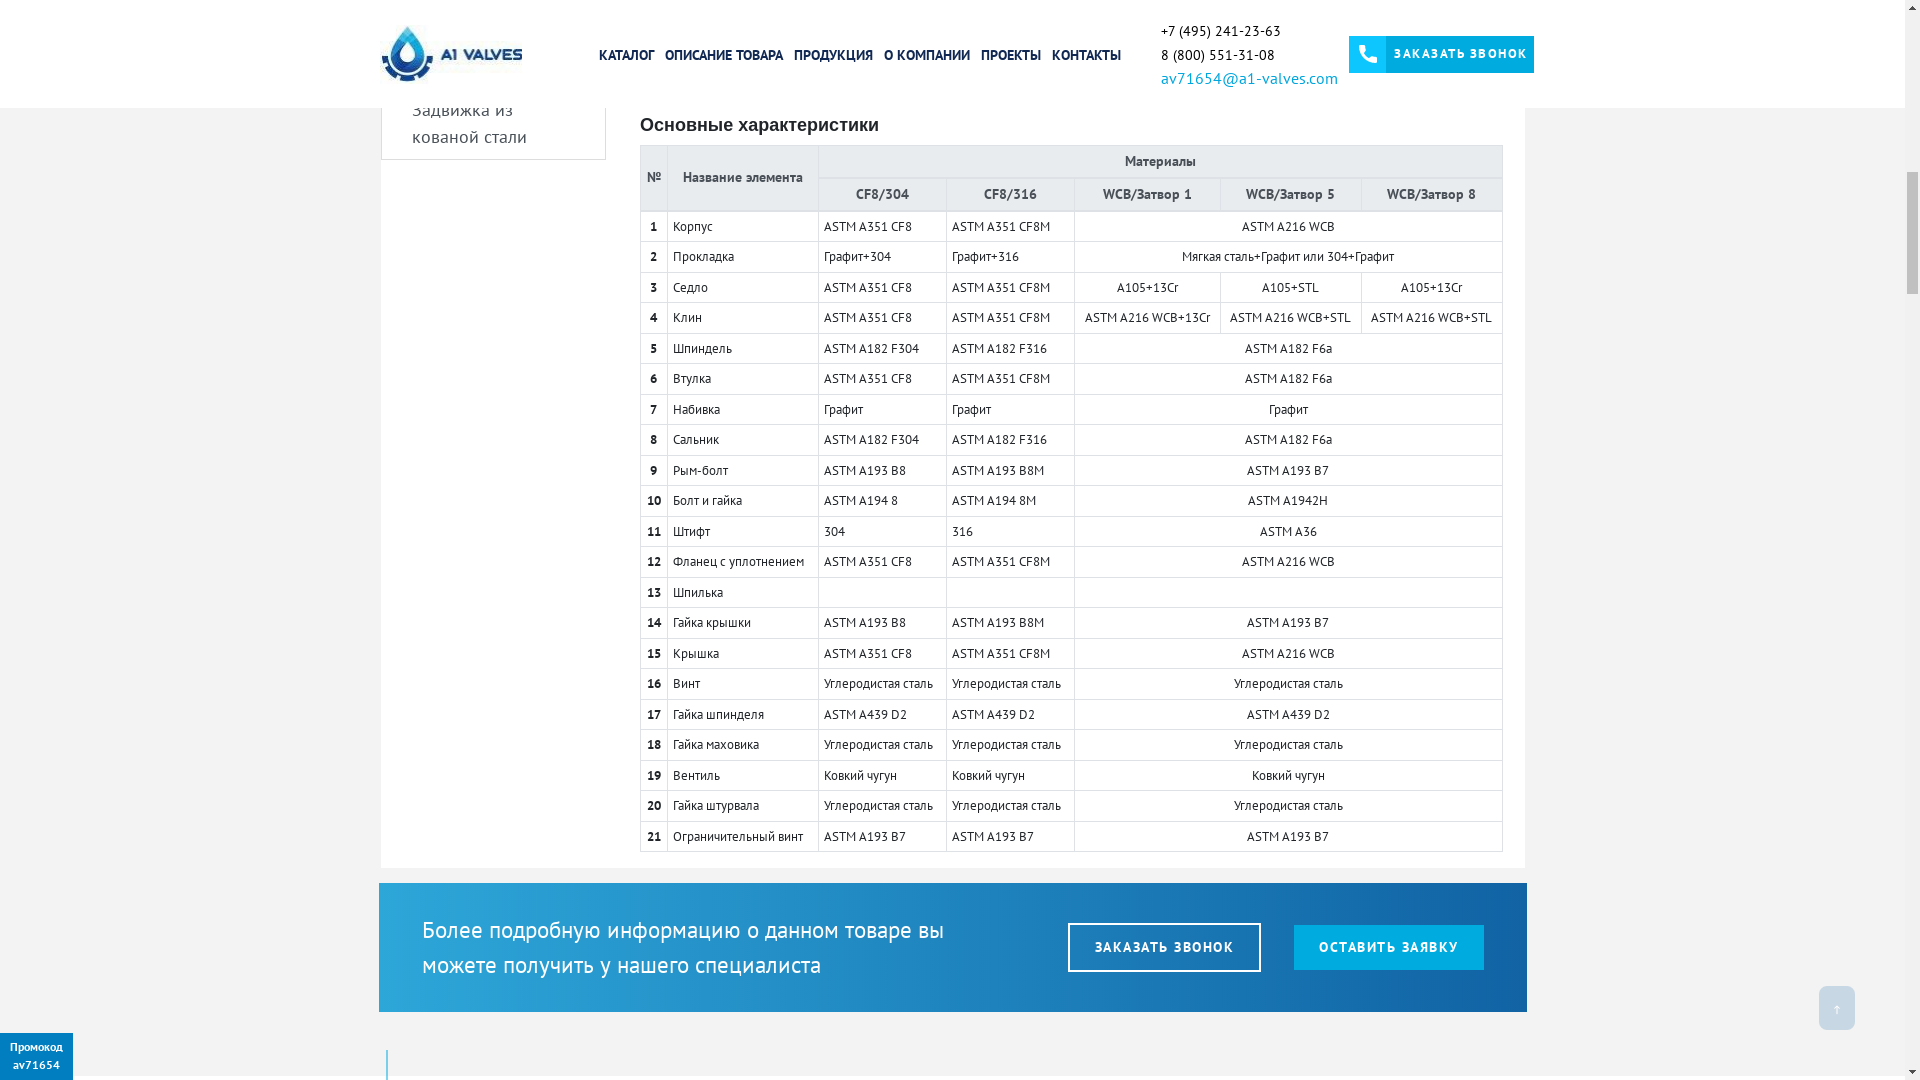 A1 VALVES
КАТАЛОГ ОПИСАНИЕ ТОВАРА ПРОДУКЦИЯ О КОМПАНИИ ПРОЕКТЫ КОНТАКТЫ
+7 (495) 241-23-63
8 (800) 551-31-08
av71654@a1-valves.com
ЗАКАЗАТЬ ЗВОНОК
Задвижка из
кованой стали
Основные характеристики
№ Название элемента Материалы
CF8/304 CF8/316 WCB/Затвор 1 WCB/Затвор 5 WCB/Затвор 8
1 Корпус ASTM A351 CF8 ASTM A351 CF8M ASTM A216 WCB
2 Прокладка Графит+304 Графит+316 Мягкая сталь+Графит или 304+Графит
3 Седло ASTM A351 CF8 ASTM A351 CF8M A105+13Cr A105+STL A105+13Cr
4 Клин ASTM A351 CF8 ASTM A351 CF8M ASTM A216 WCB+13Cr ASTM A216 WCB+STL ASTM A216 WCB+STL
5 Шпиндель ASTM A182 F304 ASTM A182 F316 ASTM A182 F6a
6 Втулка ASTM A351 CF8 ASTM A351 CF8M ASTM A182 F6a
7 Набивка Графит Графит Графит
8 Сальник ASTM A182 F304 ASTM A182 F316 ASTM A182 F6a
9 Рым-болт ASTM A193 B8 ASTM A193 B8M ASTM A193 B7
10 Болт и гайка ASTM A194 8 ASTM A194 8M ASTM A1942H
11 Штифт 304 316 ASTM A36
12 Фланец с уплотнением ASTM A351 CF8 ASTM A351 CF8M ASTM A216 WCB
13 Шпилька
14 Гайка крышки ASTM A193 B8 ASTM A193 B8M ASTM A193 B7
15 Крышка ASTM A351 CF8 ASTM A351 CF8M ASTM A216 WCB
16 Винт Углеродистая сталь Углеродистая сталь Углеродистая сталь
17 Гайка шпинделя ASTM A439 D2 ASTM A439 D2 ASTM A439 D2
18 Гайка маховика Углеродистая сталь Углеродистая сталь Углеродистая сталь
19 Вентиль Ковкий чугун Ковкий чугун Ковкий чугун
20 Гайка штурвала Углеродистая сталь Углеродистая сталь Углеродистая сталь
21 Ограничительный винт ASTM A193 B7 ASTM A193 B7 ASTM A193 B7
Более подробную информацию о данном товаре вы
можете получить у нашего специалиста
ЗАКАЗАТЬ ЗВОНОК
ОСТАВИТЬ ЗАЯВКУ
↑
Промокод
av71654